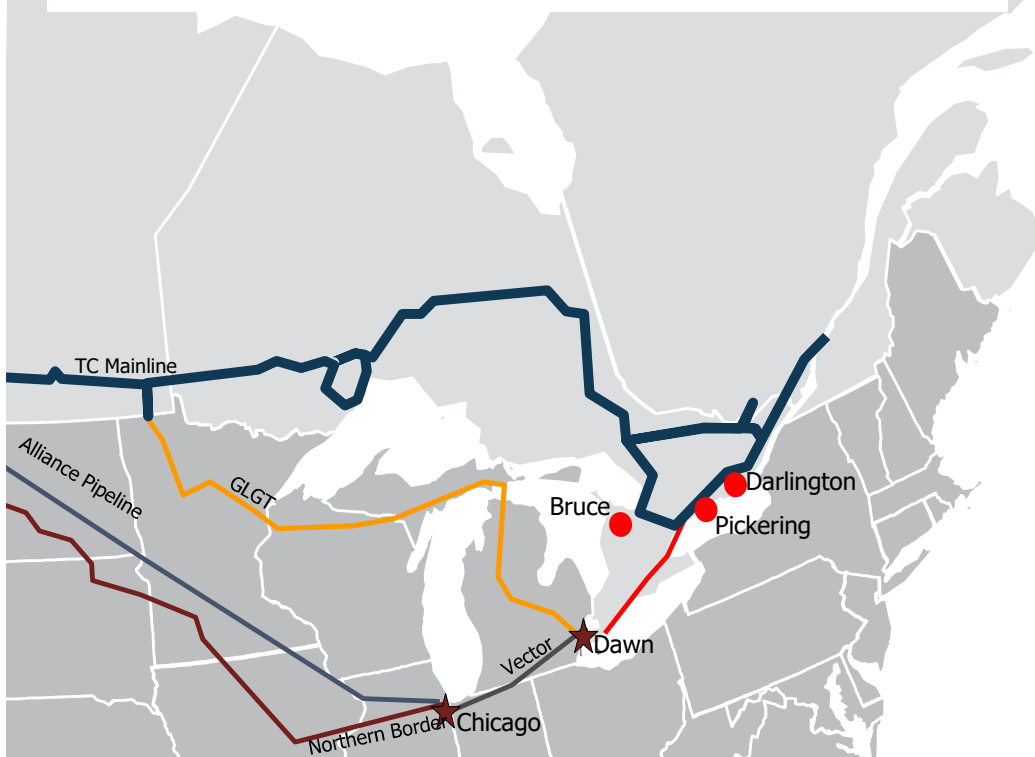 TC Mainline
Alliance Pipeline
GLGT
Bruce
Darlington
Pickering
Vector
Dawn
Northern Border
Chicago